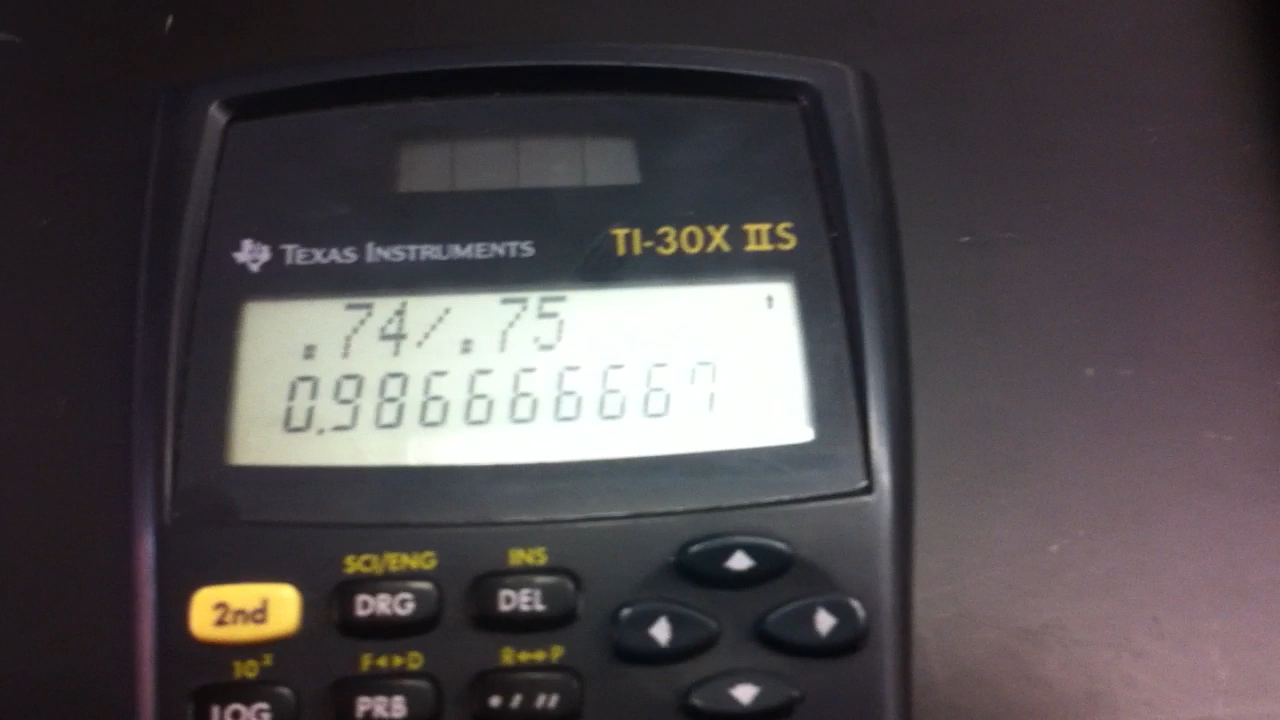 TEXAS INSTRUMENTS TI-30X IIS
.74/.75
0.986666667
SCI/ENG INS
2nd DRG DEL
10ˣ F◄►D R◄►P
LOG PRB ° ′ ″